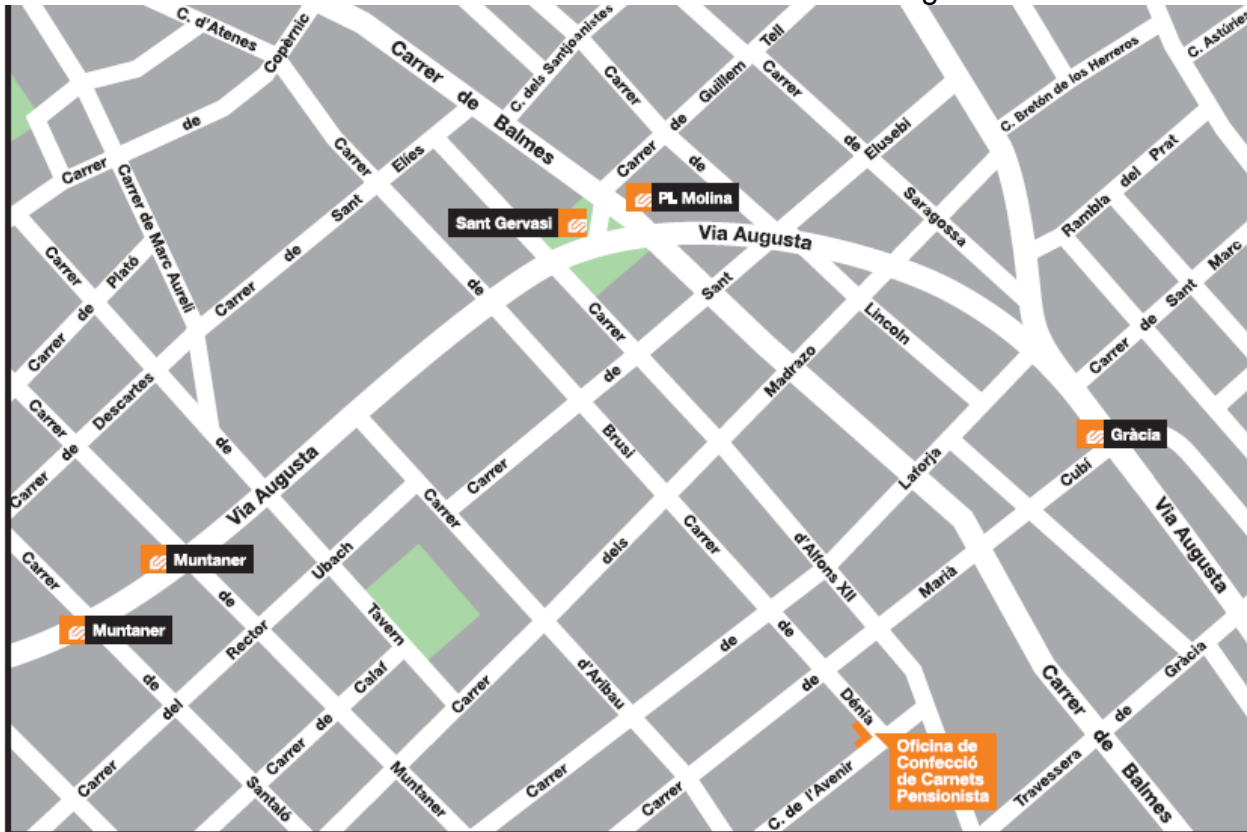 C. d'Atenes
Copèrnic
Carrer de Balmes
C. dels Santjoanistes
Carrer de
Carrer de Guillem Tell
Carrer de Saragossa
C. Bretón de los Herreros
C. Astúries
Carrer de
Carrer de Marc Aureli
Carrer de Sant Elies
Carrer de
Carrer de Sant Eusebi
Rambla del Prat
PL Molina
Sant Gervasi
Via Augusta
Carrer de Plató
Carrer de
Lincoln
Carrer de Sant Marc
Carrer de Descartes
Carrer de Brusi
Carrer dels Madrazo
Carrer d'Alfons XII
Gràcia
Via Augusta
Carrer de Laforja
Carrer de Marià Cubí
Via Augusta
Muntaner
Muntaner
Carrer del Rector Ubach
Tavern
Carrer d'Aribau
Carrer de Dénia
Carrer de Calaf
Carrer de Santaló
Carrer de Muntaner
Carrer de Balmes
Travessera de Gràcia
C. de l'Avenir
Oficina de
Confecció
de Carnets
Pensionista